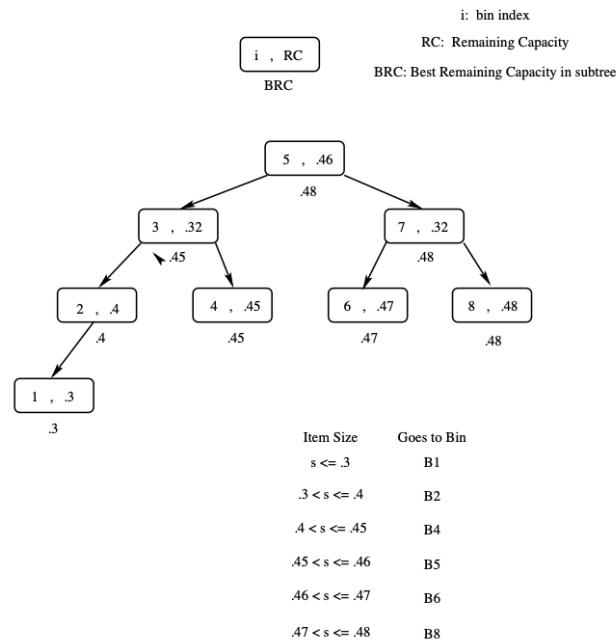 i: bin index
RC: Remaining Capacity
BRC: Best Remaining Capacity in subtree
i , RC
BRC
5 , .46
.48
3 , .32
.45
7 , .32
.48
2 , .4
.4
4 , .45
.45
6 , .47
.47
8 , .48
.48
1 , .3
.3
Item Size Goes to Bin
s <= .3 B1
.3 < s <= .4 B2
.4 < s <= .45 B4
.45 < s <= .46 B5
.46 < s <= .47 B6
.47 < s <= .48 B8